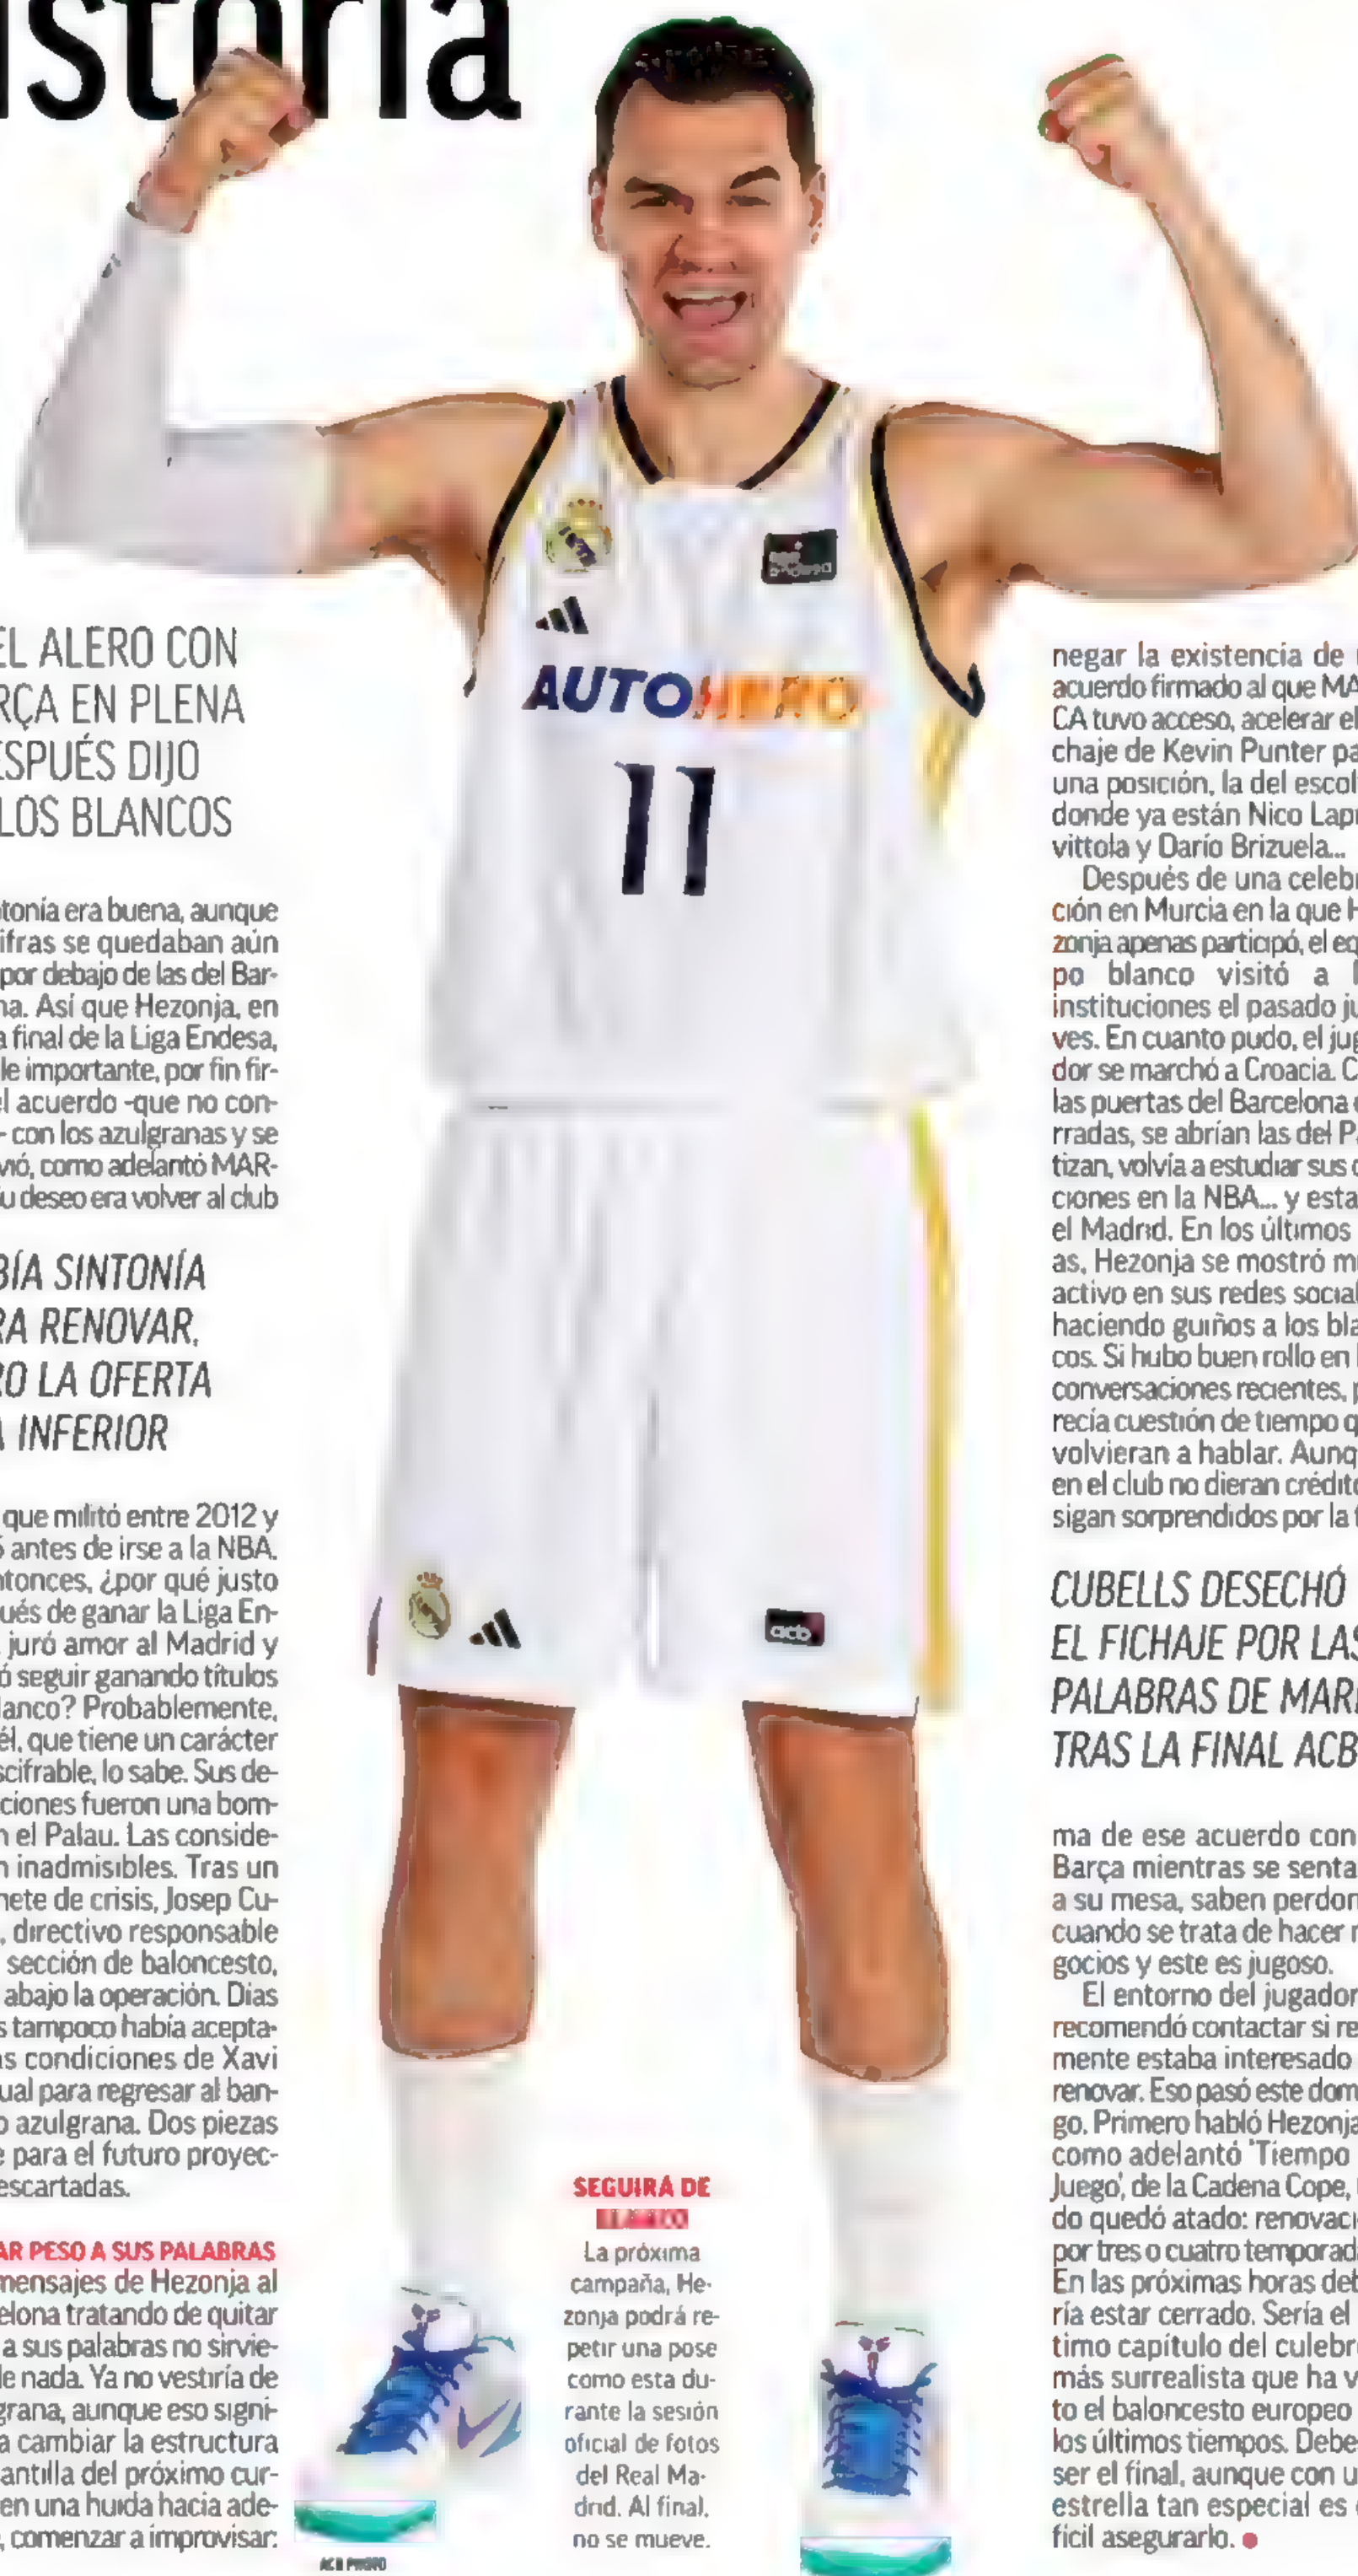 istoria
EL ALERO CON
RÇA EN PLENA
ESPUÉS DIJO
LOS BLANCOS
tonía era buena, aunque
ifras se quedaban aún
por debajo de las del Bar-
na. Así que Hezonja, en
a final de la Liga Endesa,
le importante, por fin fir-
el acuerdo -que no con-
- con los azulgranas y se
vió, como adelantó MAR-
u deseo era volver al club
BÍA SINTONÍA
RA RENOVAR,
RO LA OFERTA
A INFERIOR
que militó entre 2012 y
5 antes de irse a la NBA.
ntonces, ¿por qué justo
ués de ganar la Liga En-
juró amor al Madrid y
ó seguir ganando títulos
lanco? Probablemente,
él, que tiene un carácter
scifrable, lo sabe. Sus de-
ciones fueron una bom-
n el Palau. Las conside-
n inadmisibles. Tras un
nete de crisis, Josep Cu-
, directivo responsable
sección de baloncesto,
abajo la operación. Días
s tampoco había acepta-
as condiciones de Xavi
ual para regresar al ban-
o azulgrana. Dos piezas
e para el futuro proyec-
escartadas.
AR PESO A SUS PALABRAS
mensajes de Hezonja al
elona tratando de quitar
a sus palabras no sirvie-
de nada. Ya no vestiría de
grana, aunque eso signi-
a cambiar la estructura
antilla del próximo cur-
en una huida hacia ade-
, comenzar a improvisar:
endesa
AUTOHERO
11
acb
SEGUIRÁ DE
BLANCO
La próxima
campaña, He-
zonja podrá re-
petir una pose
como esta du-
rante la sesión
oficial de fotos
del Real Ma-
drid. Al final,
no se mueve.
ACB PHOTO
negar la existencia de
acuerdo firmado al que MA
CA tuvo acceso, acelerar el
chaje de Kevin Punter pa
una posición, la del escol
donde ya están Nico Lapr
vittola y Darío Brizuela...
Después de una celebr
ción en Murcia en la que H
zonja apenas participó, el eq
po blanco visitó a l
instituciones el pasado ju
ves. En cuanto pudo, el jug
dor se marchó a Croacia. C
las puertas del Barcelona c
rradas, se abrían las del P
tizan, volvía a estudiar sus o
ciones en la NBA... y esta
el Madrid. En los últimos
as, Hezonja se mostró mu
activo en sus redes social
haciendo guiños a los bla
cos. Si hubo buen rollo en l
conversaciones recientes, p
recía cuestión de tiempo q
volvieran a hablar. Aunq
en el club no dieran crédito
sigan sorprendidos por la f
CUBELLS DESECHÓ
EL FICHAJE POR LAS
PALABRAS DE MARI
TRAS LA FINAL ACB
ma de ese acuerdo con
Barça mientras se senta
a su mesa, saben perdon
cuando se trata de hacer n
gocios y este es jugoso.
El entorno del jugador
recomendó contactar si re
mente estaba interesado
renovar. Eso pasó este dom
go. Primero habló Hezonja
como adelantó 'Tiempo
Juego', de la Cadena Cope, t
do quedó atado: renovaci
por tres o cuatro temporad
En las próximas horas deb
ría estar cerrado. Sería el
timo capítulo del culebr
más surrealista que ha v
to el baloncesto europeo
los últimos tiempos. Debe
ser el final, aunque con u
estrella tan especial es d
fícil asegurarlo.